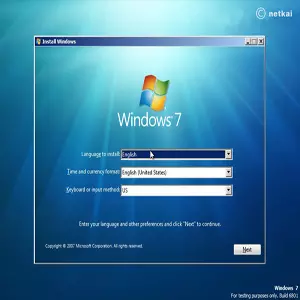 © netkai
Install Windows
Windows 7
Language to install: English
Time and currency format: English (United States)
Keyboard or input method: US
Enter your language and other preferences and click "Next" to continue.
Copyright © 2007 Microsoft Corporation. All rights reserved.
Next
Windows 7
For testing purposes only. Build